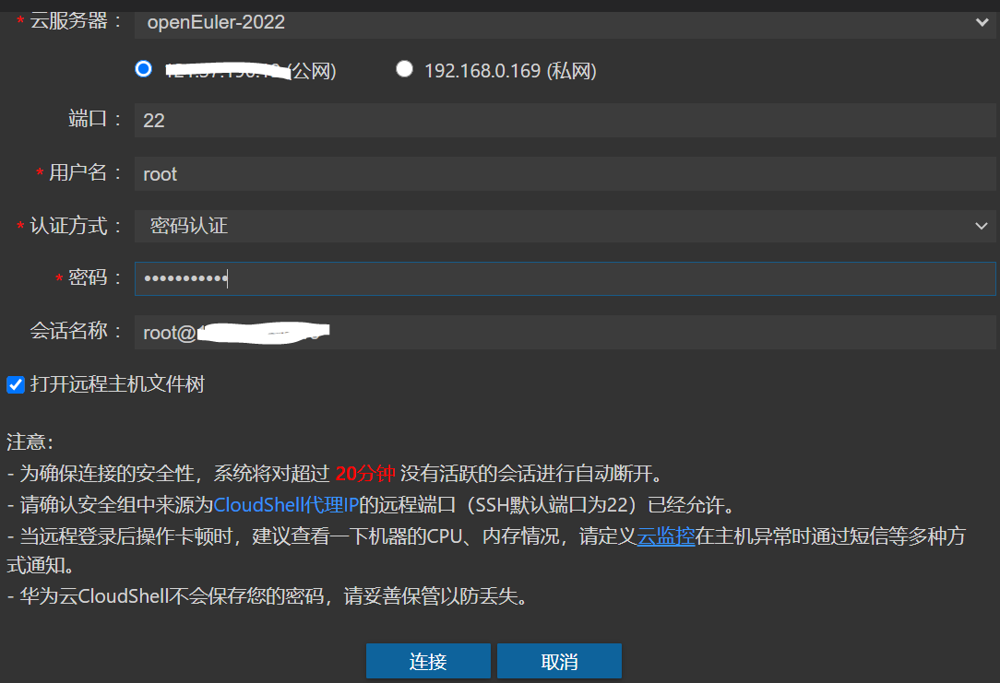 * 云服务器： openEuler-2022
(公网) 192.168.0.169 (私网)
端口： 22
* 用户名： root
* 认证方式： 密码认证
* 密码： •••••••••••
会话名称： root@
打开远程主机文件树
注意：
- 为确保连接的安全性，系统将对超过 20分钟 没有活跃的会话进行自动断开。
- 请确认安全组中来源为CloudShell代理IP的远程端口（SSH默认端口为22）已经允许。
- 当远程登录后操作卡顿时，建议查看一下机器的CPU、内存情况，请定义云监控在主机异常时通过短信等多种方
式通知。
- 华为云CloudShell不会保存您的密码，请妥善保管以防丢失。
连接 取消